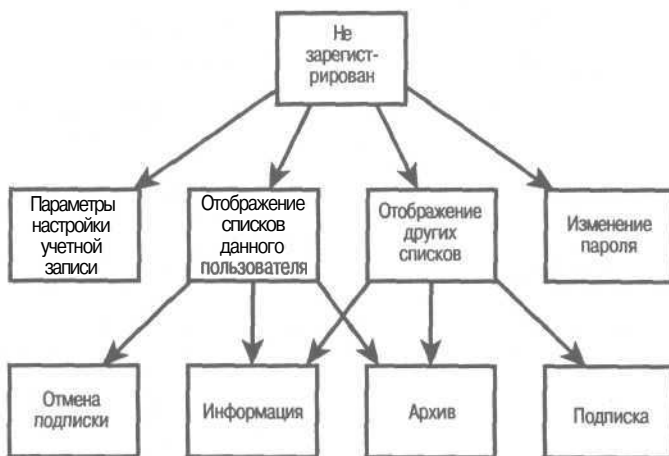 Не
зарегист-
рирован
Параметры
настройки
учетной
записи
Отображение
списков
данного
пользователя
Отображение
других
списков
Изменение
пароля
Отмена
подписки
Информация
Архив
Подписка